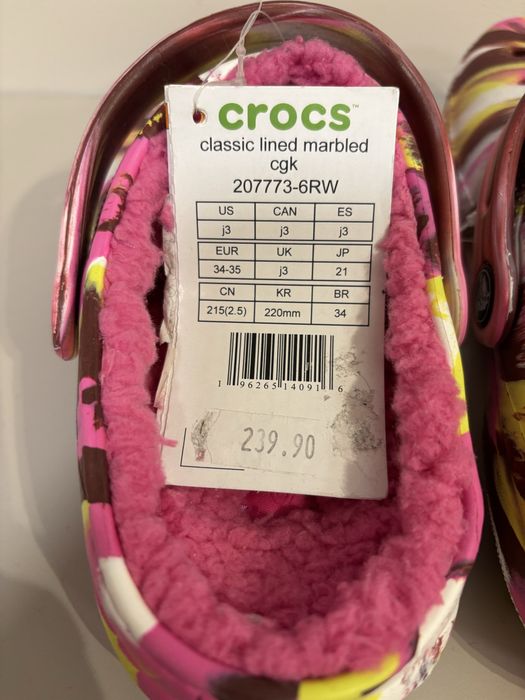 crocs™
classic lined marbled
cgk
207773-6RW
US CAN ES
j3 j3 j3
EUR UK JP
34-35 j3 21
CN KR BR
215(2.5) 220mm 34
1 96265 14091 6
239.90